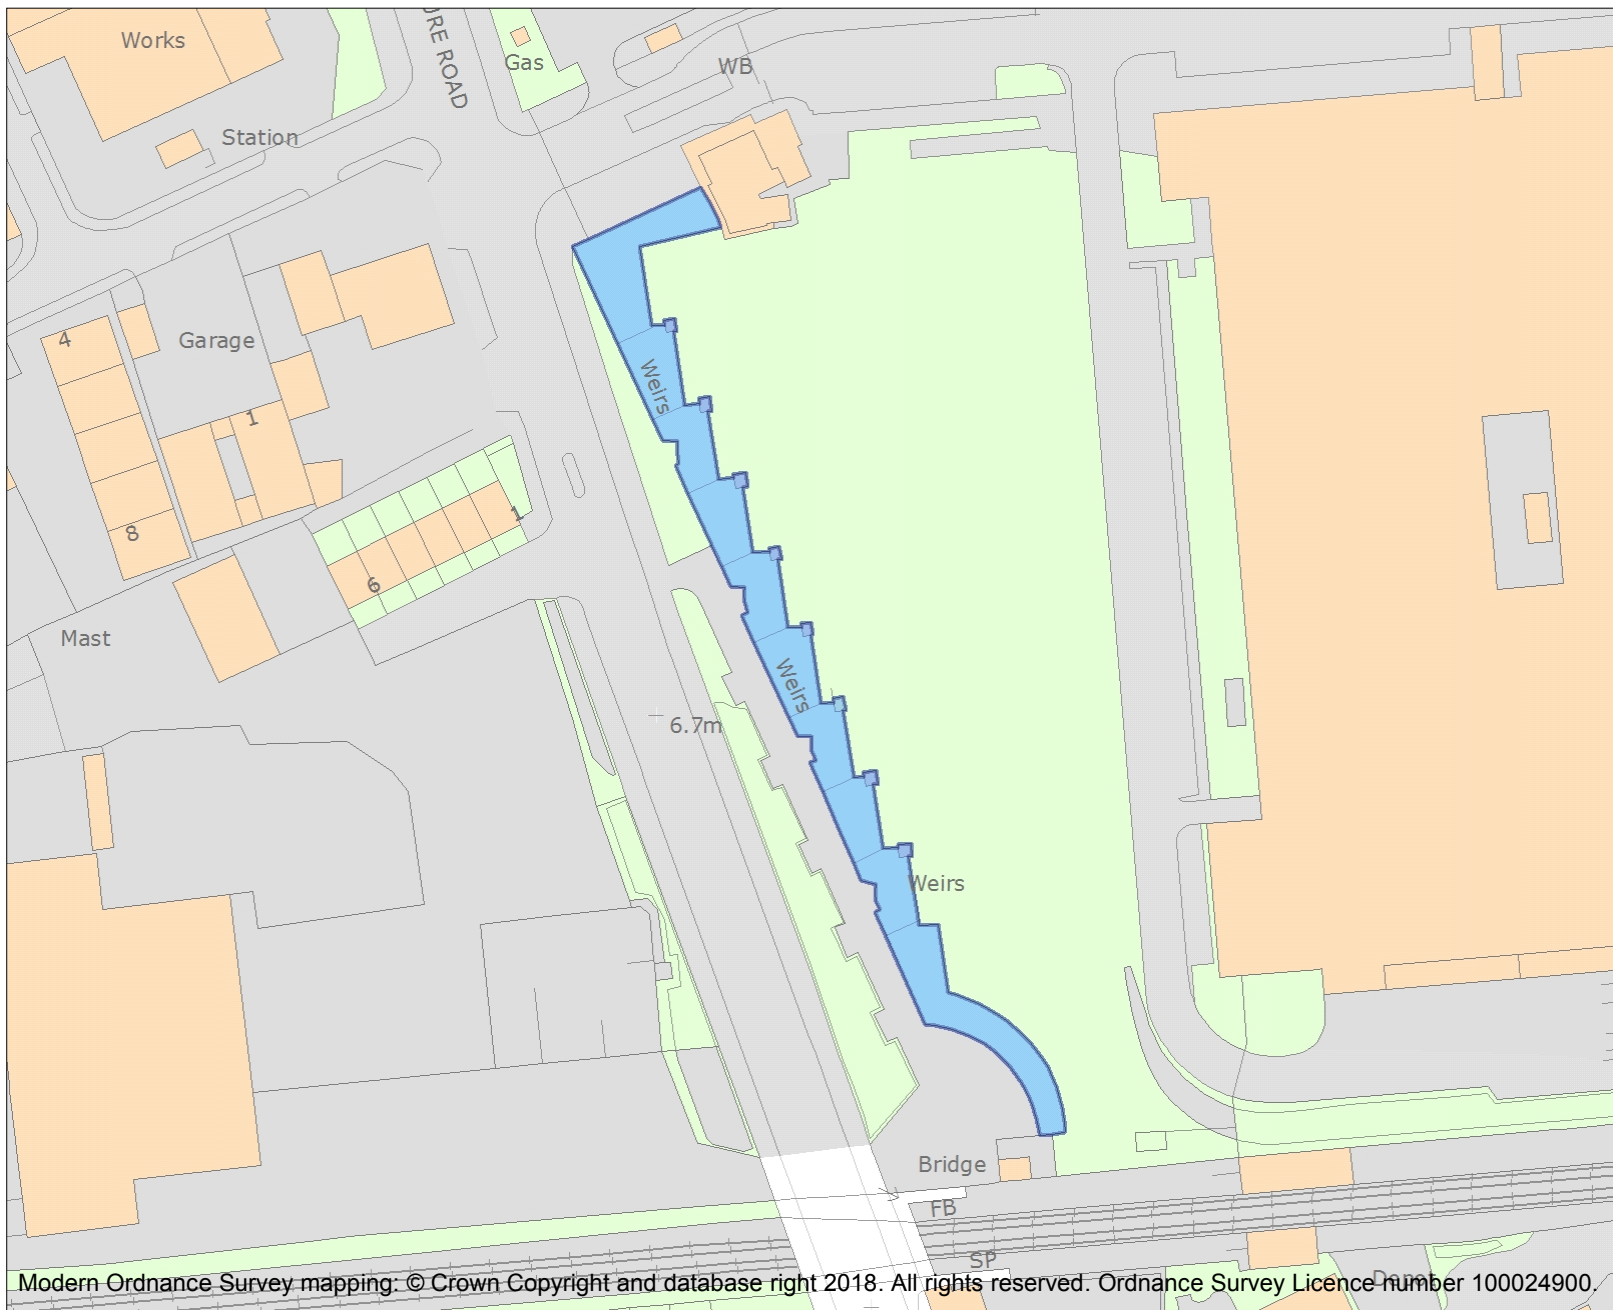 Works
URE ROAD
Gas
WB
Station
4
Garage
1
8
1
6
Weirs
Mast
Weirs
6.7m
Weirs
Bridge
FB
SP
Modern Ordnance Survey mapping: © Crown Copyright and database right 2018. All rights reserved. Ordnance Survey Licence number 100024900.